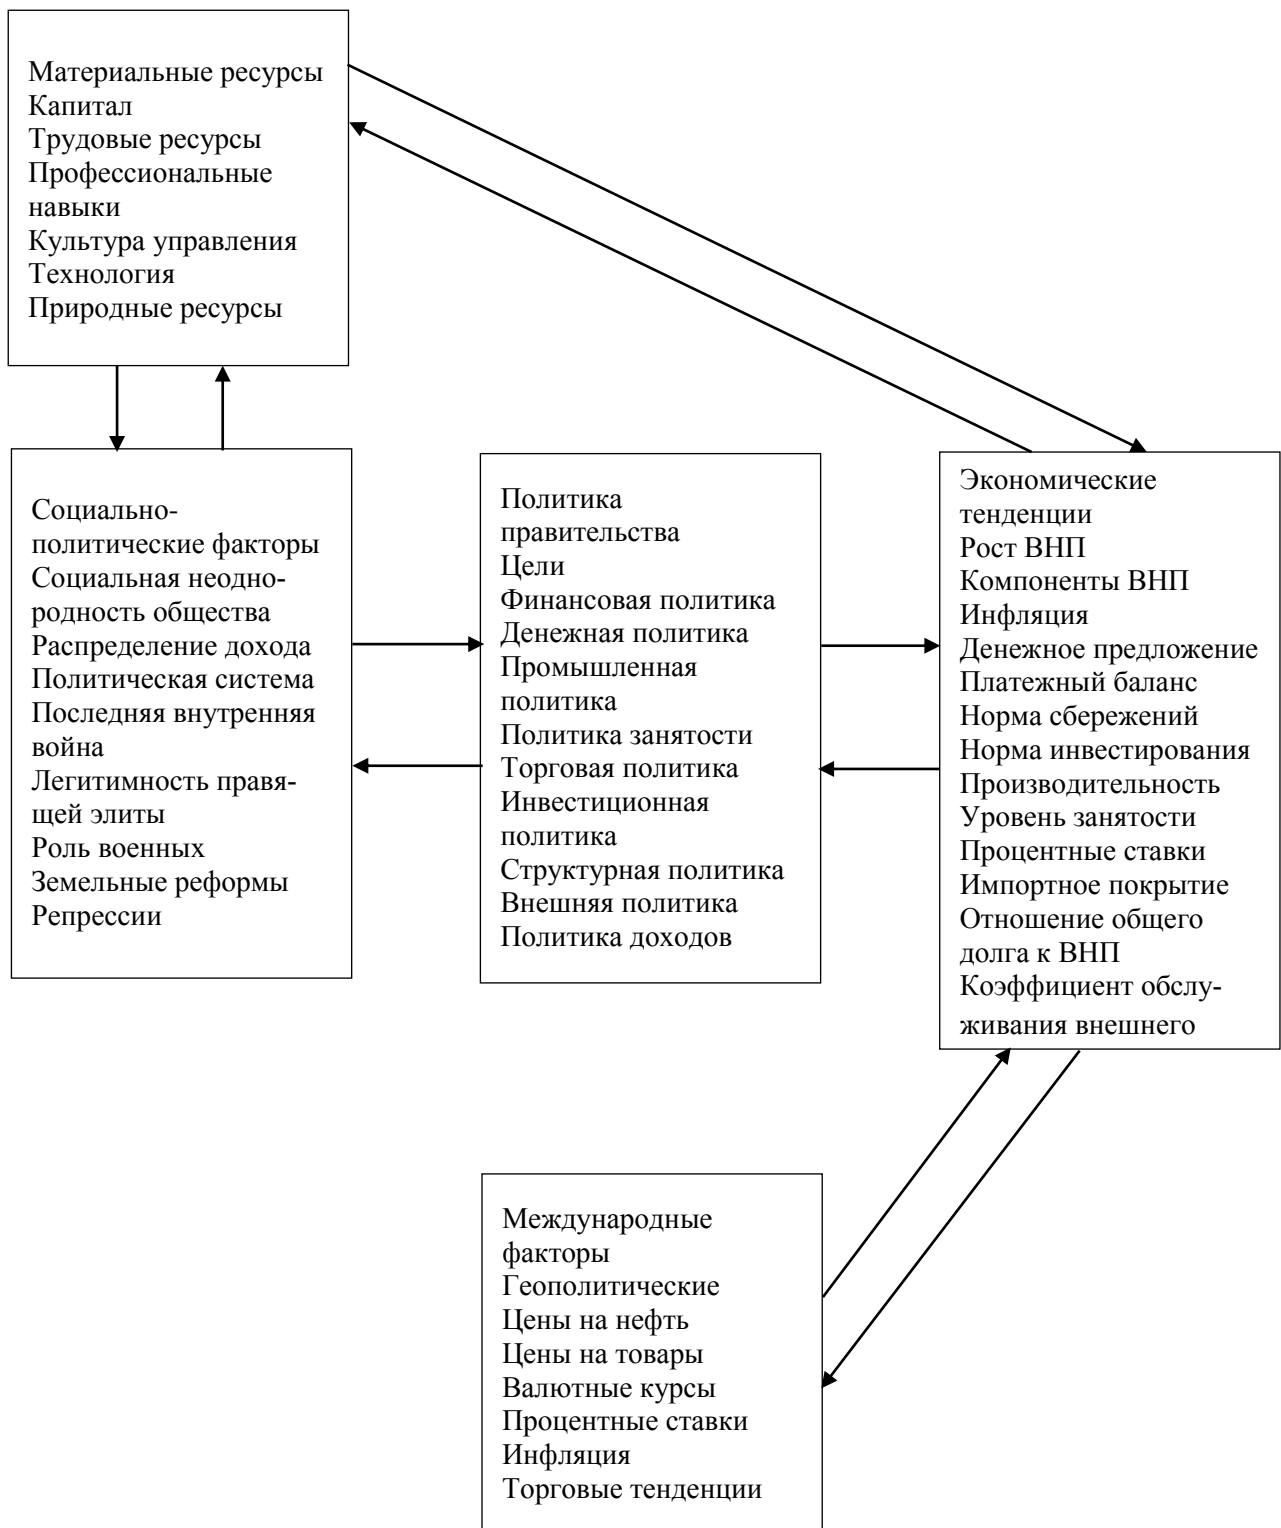 Материальные ресурсы
Капитал
Трудовые ресурсы
Профессиональные
навыки
Культура управления
Технология
Природные ресурсы
Социально-
политические факторы
Социальная неодно-
родность общества
Распределение дохода
Политическая система
Последняя внутренняя
война
Легитимность правя-
щей элиты
Роль военных
Земельные реформы
Репрессии
Политика
правительства
Цели
Финансовая политика
Денежная политика
Промышленная
политика
Политика занятости
Торговая политика
Инвестиционная
политика
Структурная политика
Внешняя политика
Политика доходов
Экономические
тенденции
Рост ВНП
Компоненты ВНП
Инфляция
Денежное предложение
Платежный баланс
Норма сбережений
Норма инвестирования
Производительность
Уровень занятости
Процентные ставки
Импортное покрытие
Отношение общего
долга к ВНП
Коэффициент обслу-
живания внешнего
Международные
факторы
Геополитические
Цены на нефть
Цены на товары
Валютные курсы
Процентные ставки
Инфляция
Торговые тенденции